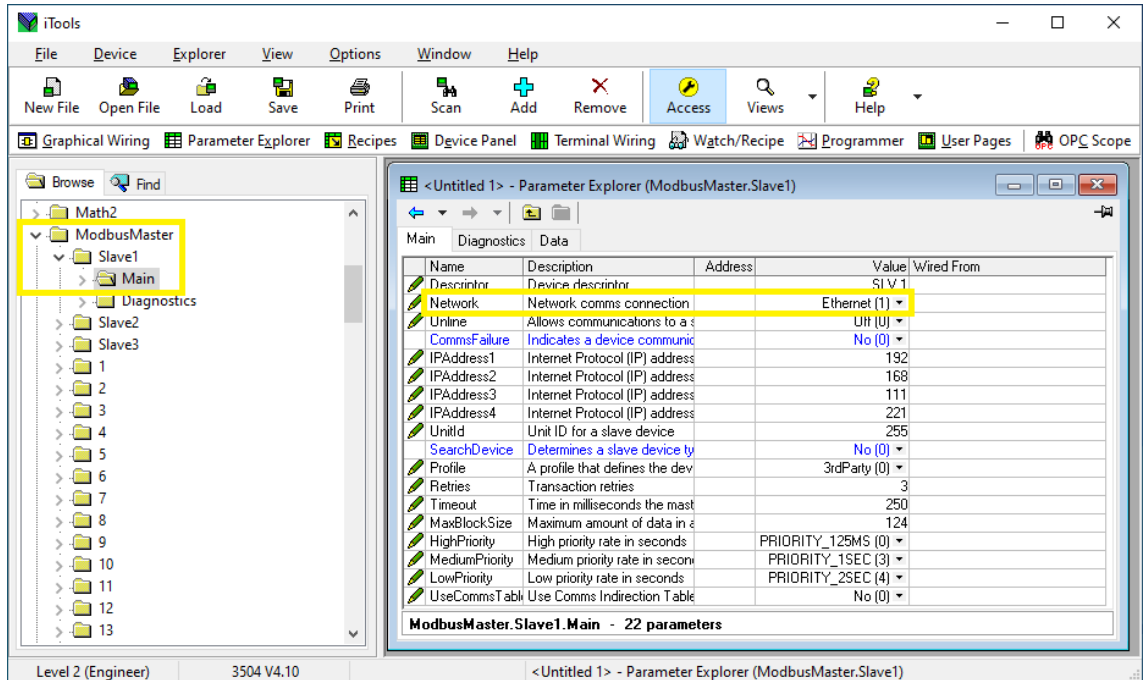 iTools
File Device Explorer View Options Window Help
New File Open File Load Save Print Scan Add Remove Access Views Help
Graphical Wiring Parameter Explorer Recipes Device Panel Terminal Wiring Watch/Recipe Programmer User Pages OPC OPC Scope
Browse Find
Math2
ModbusMaster
Slave1
Main
Diagnostics
Slave2
Slave3
1
2
3
4
5
6
7
8
9
10
11
12
13
<Untitled 1> - Parameter Explorer (ModbusMaster.Slave1)
Main Diagnostics Data
Name Description Address Value Wired From
Descriptor Device descriptor SLV 1
Network Network comms connection Ethernet (1)
Online Allows communications to a s Off (0)
CommsFailure Indicates a device communic No (0)
IPAddress1 Internet Protocol (IP) address 192
IPAddress2 Internet Protocol (IP) address 168
IPAddress3 Internet Protocol (IP) address 111
IPAddress4 Internet Protocol (IP) address 221
UnitId Unit ID for a slave device 255
SearchDevice Determines a slave device ty No (0)
Profile A profile that defines the dev 3rdParty (0)
Retries Transaction retries 3
Timeout Time in milliseconds the mast 250
MaxBlockSize Maximum amount of data in a 124
HighPriority High priority rate in seconds PRIORITY_125MS (0)
MediumPriority Medium priority rate in secon PRIORITY_1SEC (3)
LowPriority Low priority rate in seconds PRIORITY_2SEC (4)
UseCommsTabl Use Comms Indirection Table No (0)
ModbusMaster.Slave1.Main - 22 parameters
Level 2 (Engineer) 3504 V4.10 <Untitled 1> - Parameter Explorer (ModbusMaster.Slave1)